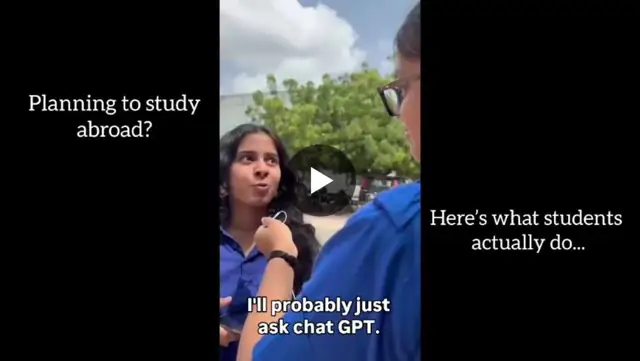 Planning to study
abroad?
I'll probably just
ask chat GPT.
Here's what students
actually do...